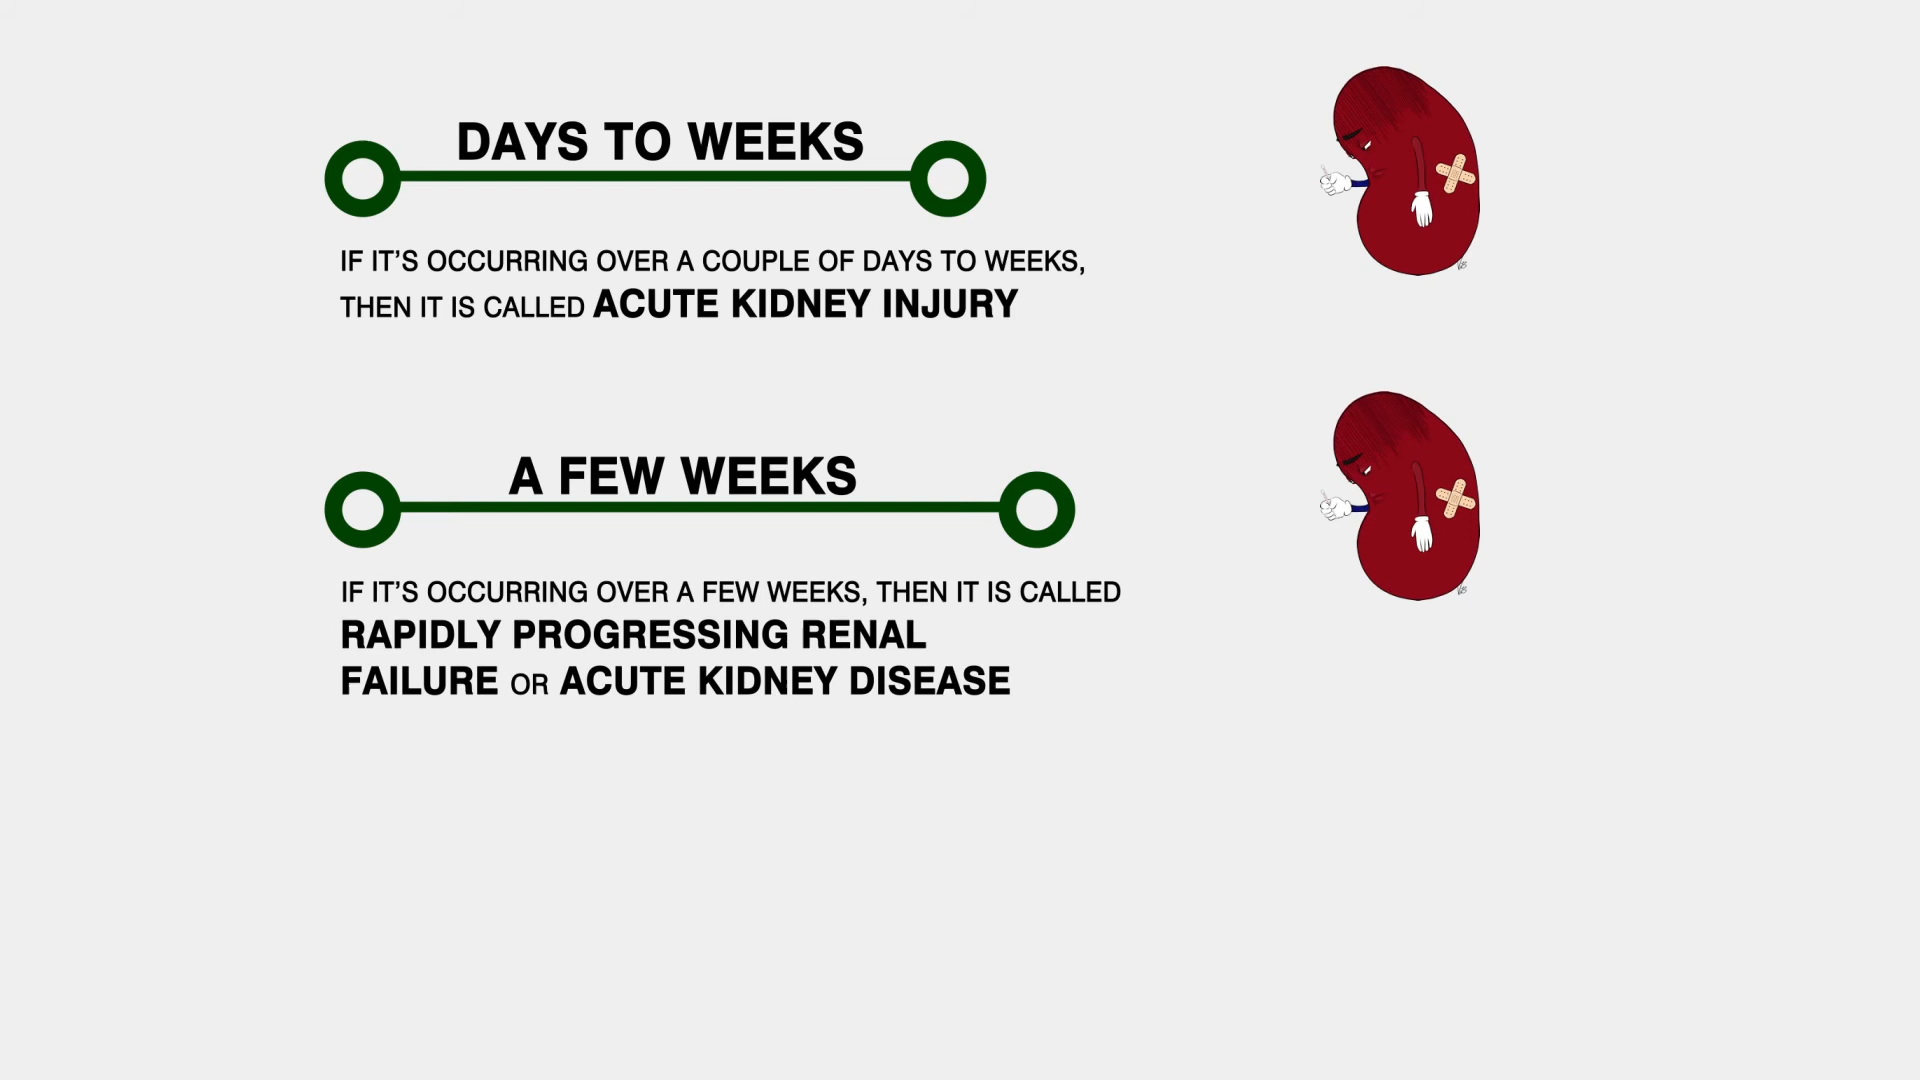 DAYS TO WEEKS
IF IT'S OCCURRING OVER A COUPLE OF DAYS TO WEEKS,
THEN IT IS CALLED ACUTE KIDNEY INJURY
A FEW WEEKS
IF IT'S OCCURRING OVER A FEW WEEKS, THEN IT IS CALLED
RAPIDLY PROGRESSING RENAL
FAILURE OR ACUTE KIDNEY DISEASE